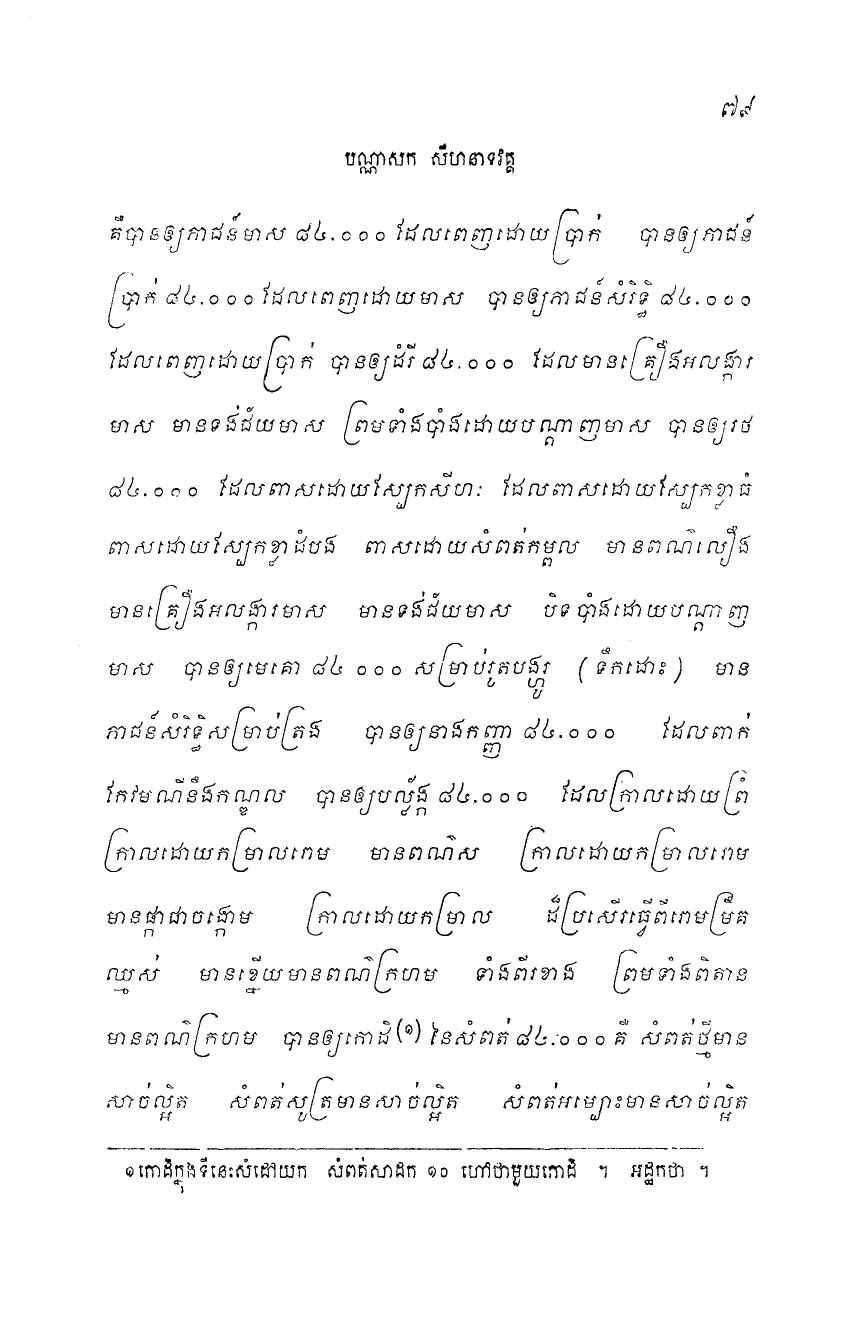 ៧៩
បណ្ណាសក សីហនាទវគ្គ
គឺបានឲ្យភាជន៍មាស ៨៤.០០០ ដែលពេញដោយប្រាក់ បានឲ្យភាជន៍
ប្រាក់ ៨៤.០០០ ដែលពេញដោយមាស បានឲ្យភាជន៍សំរិទ្ធិ ៨៤.០០០
ដែលពេញដោយប្រាក់ បានឲ្យដំរី ៨៤.០០០ ដែលមានគ្រឿងអលង្ការ
មាស មានទង់ជ័យមាស ព្រមទាំងបាំងដោយបណ្តាញមាស បានឲ្យរថ
៨៤.០០០ ដែលពាសដោយស្បែកសីហៈ ដែលពាសដោយស្បែកខ្លាធំ
ពាសដោយស្បែកខ្លាដំបង ពាសដោយសំពត់កម្ពល មានពណ៌លឿង
មានគ្រឿងអលង្ការមាស មានទង់ជ័យមាស បិទបាំងដោយបណ្តាញ
មាស បានឲ្យមេគោ ៨៤ ០០០ សម្រាប់រូតបង្ហូរ (ទឹកដោះ) មាន
ភាជន៍សំរិទ្ធិសម្រាប់ត្រង បានឲ្យនាងកញ្ញា ៨៤.០០០ ដែលពាក់
កែវមណីនឹងកណ្ឌល បានឲ្យបល្ល័ង្ក ៨៤.០០០ ដែលក្រាលដោយព្រំ
ក្រាលដោយកម្រាលរោម មានពណ៌ស ក្រាលដោយកម្រាលរោម
មានផ្កាជាចង្កោម ក្រាលដោយកម្រាល ដ៏ប្រសើរធ្វើពីរោមម្រឹគ
ឈ្មុស់ មានខ្នើយមានពណ៌ក្រហម ទាំងពីរខាង ព្រមទាំងពិតាន
មានពណ៌ក្រហម បានឲ្យកោដិ(១) នៃសំពត់ ៨៤.០០០ គឺ សំពត់ថ្មីមាន
សាច់ល្អិត សំពត់សូត្រមានសាច់ល្អិត សំពត់អម្បោះមានសាច់ល្អិត
១ កោដិក្នុងទីនេះសំដៅយក សំពត់សាដក ១០ ហៅថាមួយកោដិ ។ អដ្ឋកថា ។